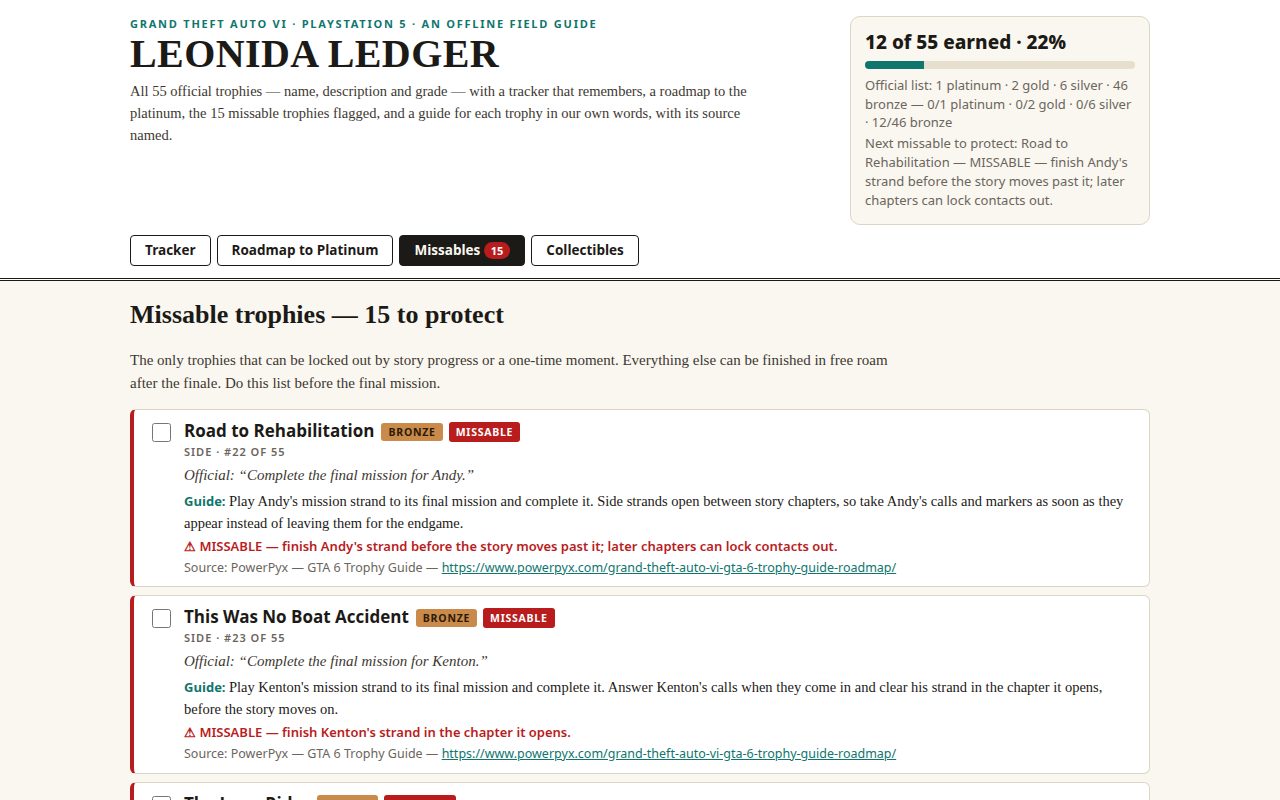 GRAND THEFT AUTO VI · PLAYSTATION 5 · AN OFFLINE FIELD GUIDE
LEONIDA LEDGER
All 55 official trophies — name, description and grade — with a tracker that remembers, a roadmap to the
platinum, the 15 missable trophies flagged, and a guide for each trophy in our own words, with its source
named.
12 of 55 earned · 22%
Official list: 1 platinum · 2 gold · 6 silver · 46
bronze — 0/1 platinum · 0/2 gold · 0/6 silver
· 12/46 bronze
Next missable to protect: Road to
Rehabilitation — MISSABLE — finish Andy's
strand before the story moves past it; later
chapters can lock contacts out.
Tracker
Roadmap to Platinum
Missables 15
Collectibles
Missable trophies — 15 to protect
The only trophies that can be locked out by story progress or a one-time moment. Everything else can be finished in free roam
after the finale. Do this list before the final mission.
Road to Rehabilitation BRONZE MISSABLE
SIDE · #22 OF 55
Official: “Complete the final mission for Andy.”
Guide: Play Andy's mission strand to its final mission and complete it. Side strands open between story chapters, so take Andy's calls and markers as soon as they
appear instead of leaving them for the endgame.
⚠ MISSABLE — finish Andy's strand before the story moves past it; later chapters can lock contacts out.
Source: PowerPyx — GTA 6 Trophy Guide — https://www.powerpyx.com/grand-theft-auto-vi-gta-6-trophy-guide-roadmap/
This Was No Boat Accident BRONZE MISSABLE
SIDE · #23 OF 55
Official: “Complete the final mission for Kenton.”
Guide: Play Kenton's mission strand to its final mission and complete it. Answer Kenton's calls when they come in and clear his strand in the chapter it opens,
before the story moves on.
⚠ MISSABLE — finish Kenton's strand in the chapter it opens.
Source: PowerPyx — GTA 6 Trophy Guide — https://www.powerpyx.com/grand-theft-auto-vi-gta-6-trophy-guide-roadmap/